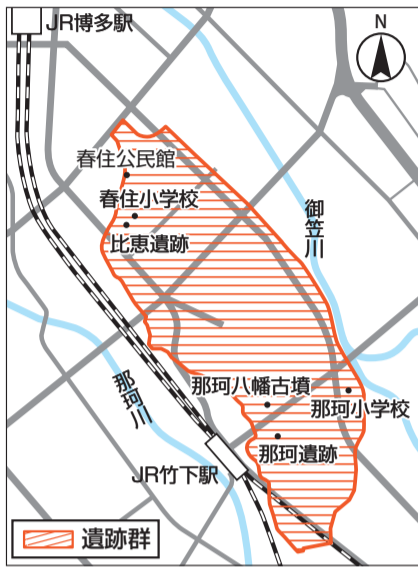 JR博多駅
N
春住公民館
春住小学校
比恵遺跡
御笠川
那珂川
那珂八幡古墳
那珂小学校
那珂遺跡
JR竹下駅
遺跡群